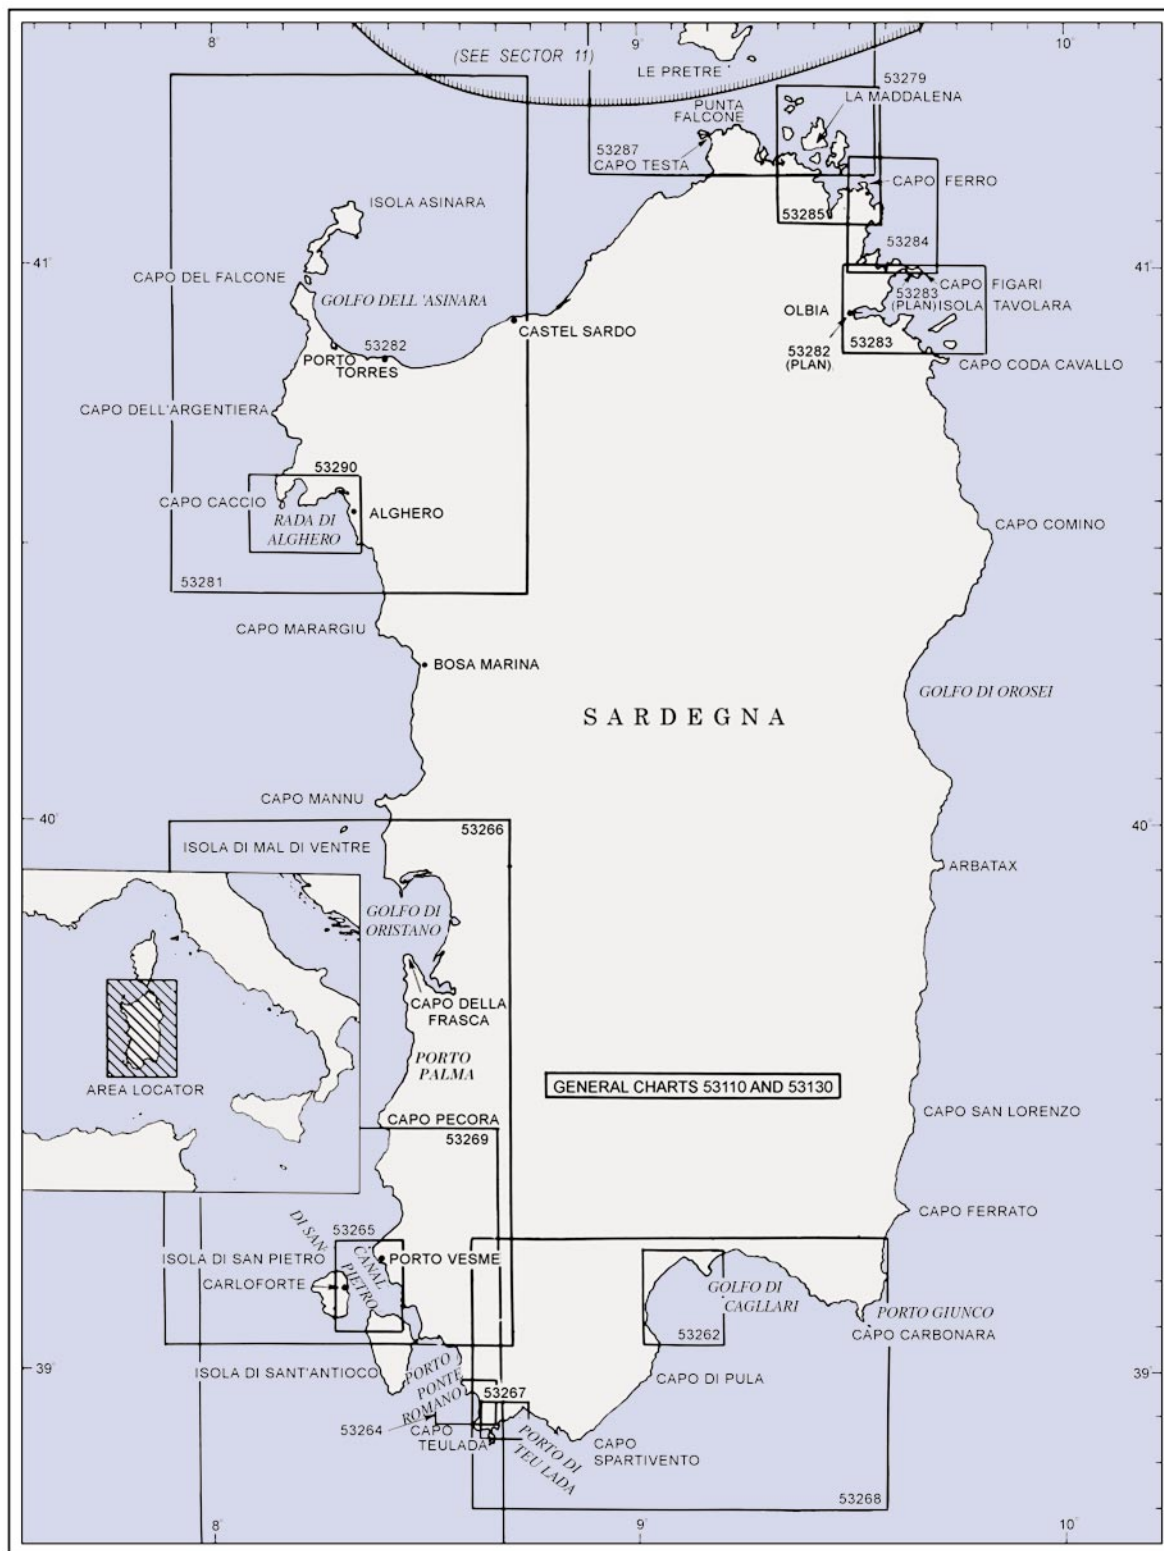 8°
9°
10°
(SEE SECTOR 11)
LE PRETRE
53279
LA MADDALENA
PUNTA
FALCONE
53287
CAPO TESTA
CAPO FERRO
ISOLA ASINARA
53285
53284
41°
41°
CAPO DEL FALCONE
GOLFO DELL 'ASINARA
CAPO FIGARI
53283
(PLAN)
ISOLA TAVOLARA
OLBIA
CASTEL SARDO
53282
PORTO
TORRES
53283
53282
(PLAN)
CAPO CODA CAVALLO
CAPO DELL'ARGENTIERA
53290
CAPO CACCIO
ALGHERO
RADA DI
ALGHERO
CAPO COMINO
53281
CAPO MARARGIU
BOSA MARINA
GOLFO DI OROSEI
SARDEGNA
CAPO MANNU
40°
40°
53266
ISOLA DI MAL DI VENTRE
ARBATAX
GOLFO DI
ORISTANO
CAPO DELLA
FRASCA
PORTO
PALMA
AREA LOCATOR
GENERAL CHARTS 53110 AND 53130
CAPO SAN LORENZO
CAPO PECORA
53269
CAPO FERRATO
DI SAN
PIETRO
CANAL
53265
ISOLA DI SAN PIETRO
PORTO VESME
CARLOFORTE
GOLFO DI
CAGLIARI
PORTO GIUNCO
CAPO CARBONARA
53262
39°
39°
ISOLA DI SANT'ANTIOCO
PORTO
PONTE
ROMANO
CAPO DI PULA
53267
53264
CAPO
TEULADA
PORTO DI
TEU LADA
CAPO
SPARTIVENTO
53268
8°
9°
10°